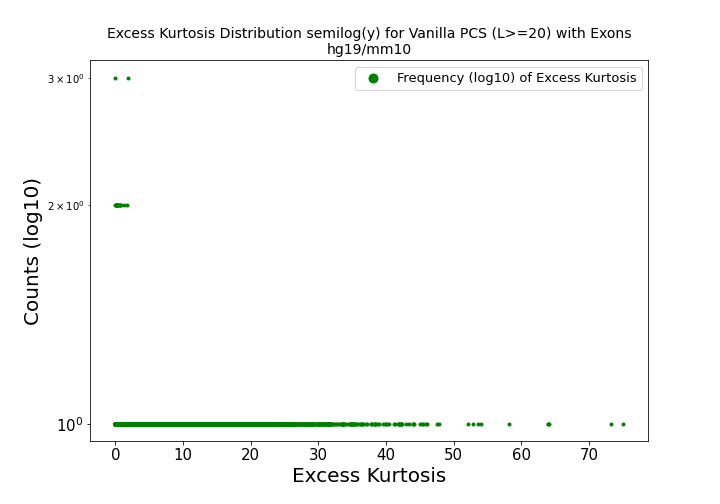 Excess Kurtosis Distribution semilog(y) for Vanilla PCS (L>=20) with Exons
hg19/mm10
Frequency (log10) of Excess Kurtosis
3 × 10⁰
2 × 10⁰
10⁰
Counts (log10)
0 10 20 30 40 50 60 70
Excess Kurtosis